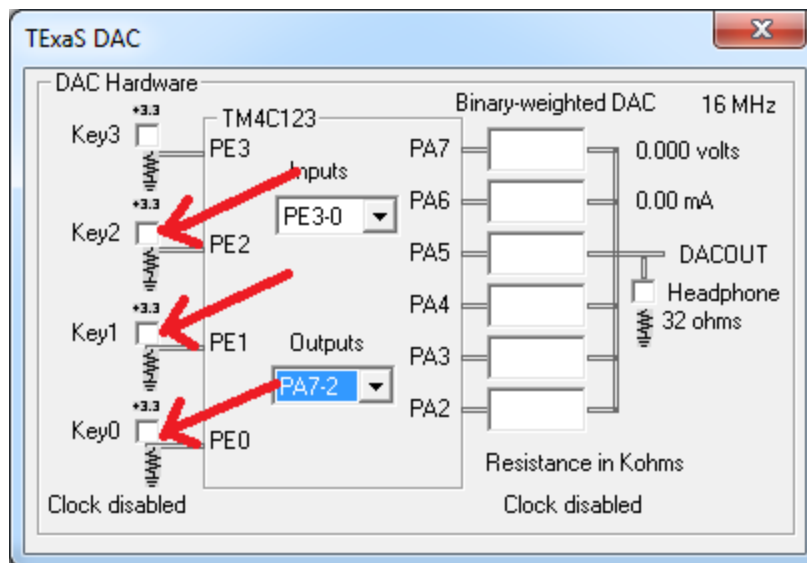 TExaS DAC
DAC Hardware
TM4C123
Binary-weighted DAC 16 MHz
+3.3
Key3 PE3
Inputs
PE3-0
PA7 0.000 volts
+3.3
Key2 PE2
PA6 0.00 mA
PA5 DACOUT
+3.3
Key1 PE1
Outputs
PA7-2
PA4 Headphone
32 ohms
PA3
+3.3
Key0 PE0
PA2
Resistance in Kohms
Clock disabled Clock disabled